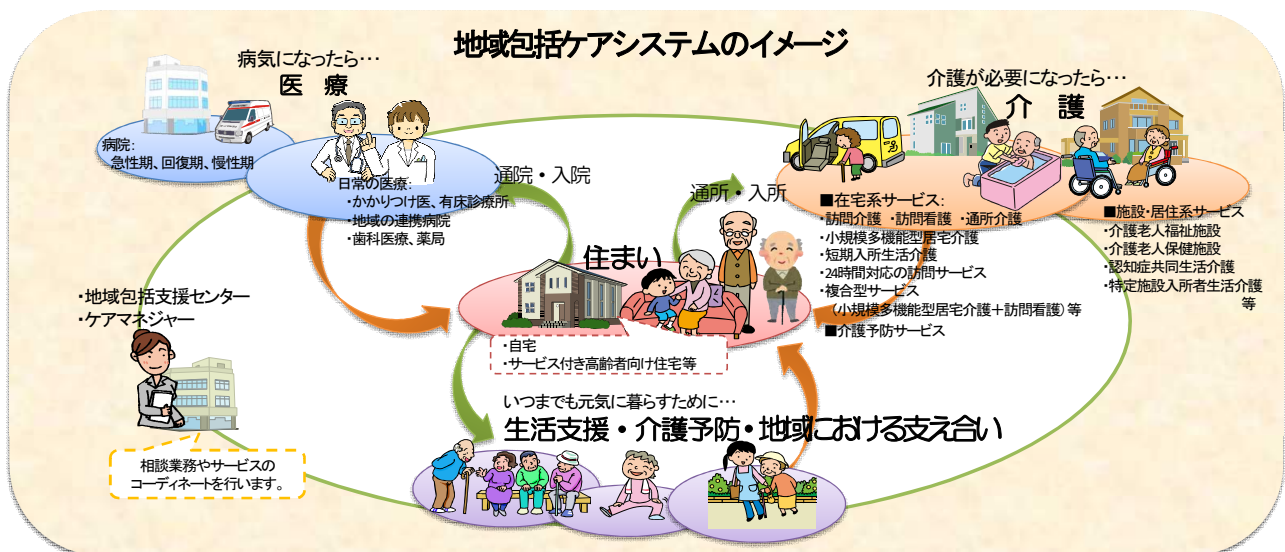 地域包括ケアシステムのイメージ
病気になったら…
医 療
病院:
急性期、回復期、慢性期
日常の医療:
・かかりつけ医、有床診療所
・地域の連携病院
・歯科医療、薬局
通院・入院
通所・入所
介護が必要になったら…
介 護
■在宅系サービス:
・訪問介護 ・訪問看護 ・通所介護
・小規模多機能型居宅介護
・短期入所生活介護
・24時間対応の訪問サービス
・複合型サービス
(小規模多機能型居宅介護+訪問看護)等
■介護予防サービス
■施設・居住系サービス
・介護老人福祉施設
・介護老人保健施設
・認知症共同生活介護
・特定施設入所者生活介護
等
住まい
・自宅
・サービス付き高齢者向け住宅等
・地域包括支援センター
・ケアマネジャー
相談業務やサービスの
コーディネートを行います。
いつまでも元気に暮らすために…
生活支援・介護予防・地域における支え合い